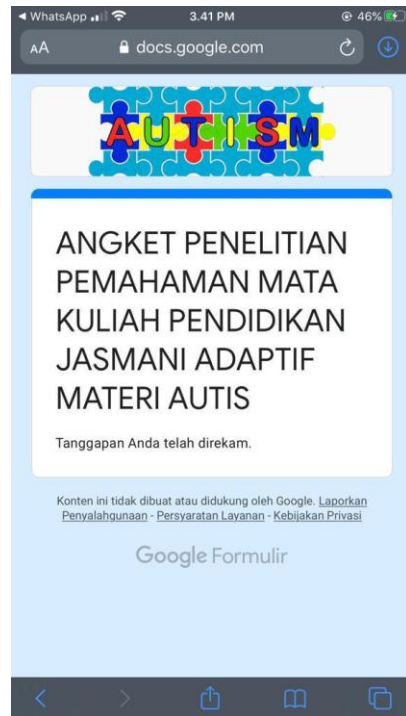 WhatsApp
3.41 PM
46%
AA
docs.google.com
AUTISM
ANGKET PENELITIAN
PEMAHAMAN MATA
KULIAH PENDIDIKAN
JASMANI ADAPTIF
MATERI AUTIS
Tanggapan Anda telah direkam.
Konten ini tidak dibuat atau didukung oleh Google. Laporkan
Penyalahgunaan - Persyaratan Layanan - Kebijakan Privasi
Google Formulir